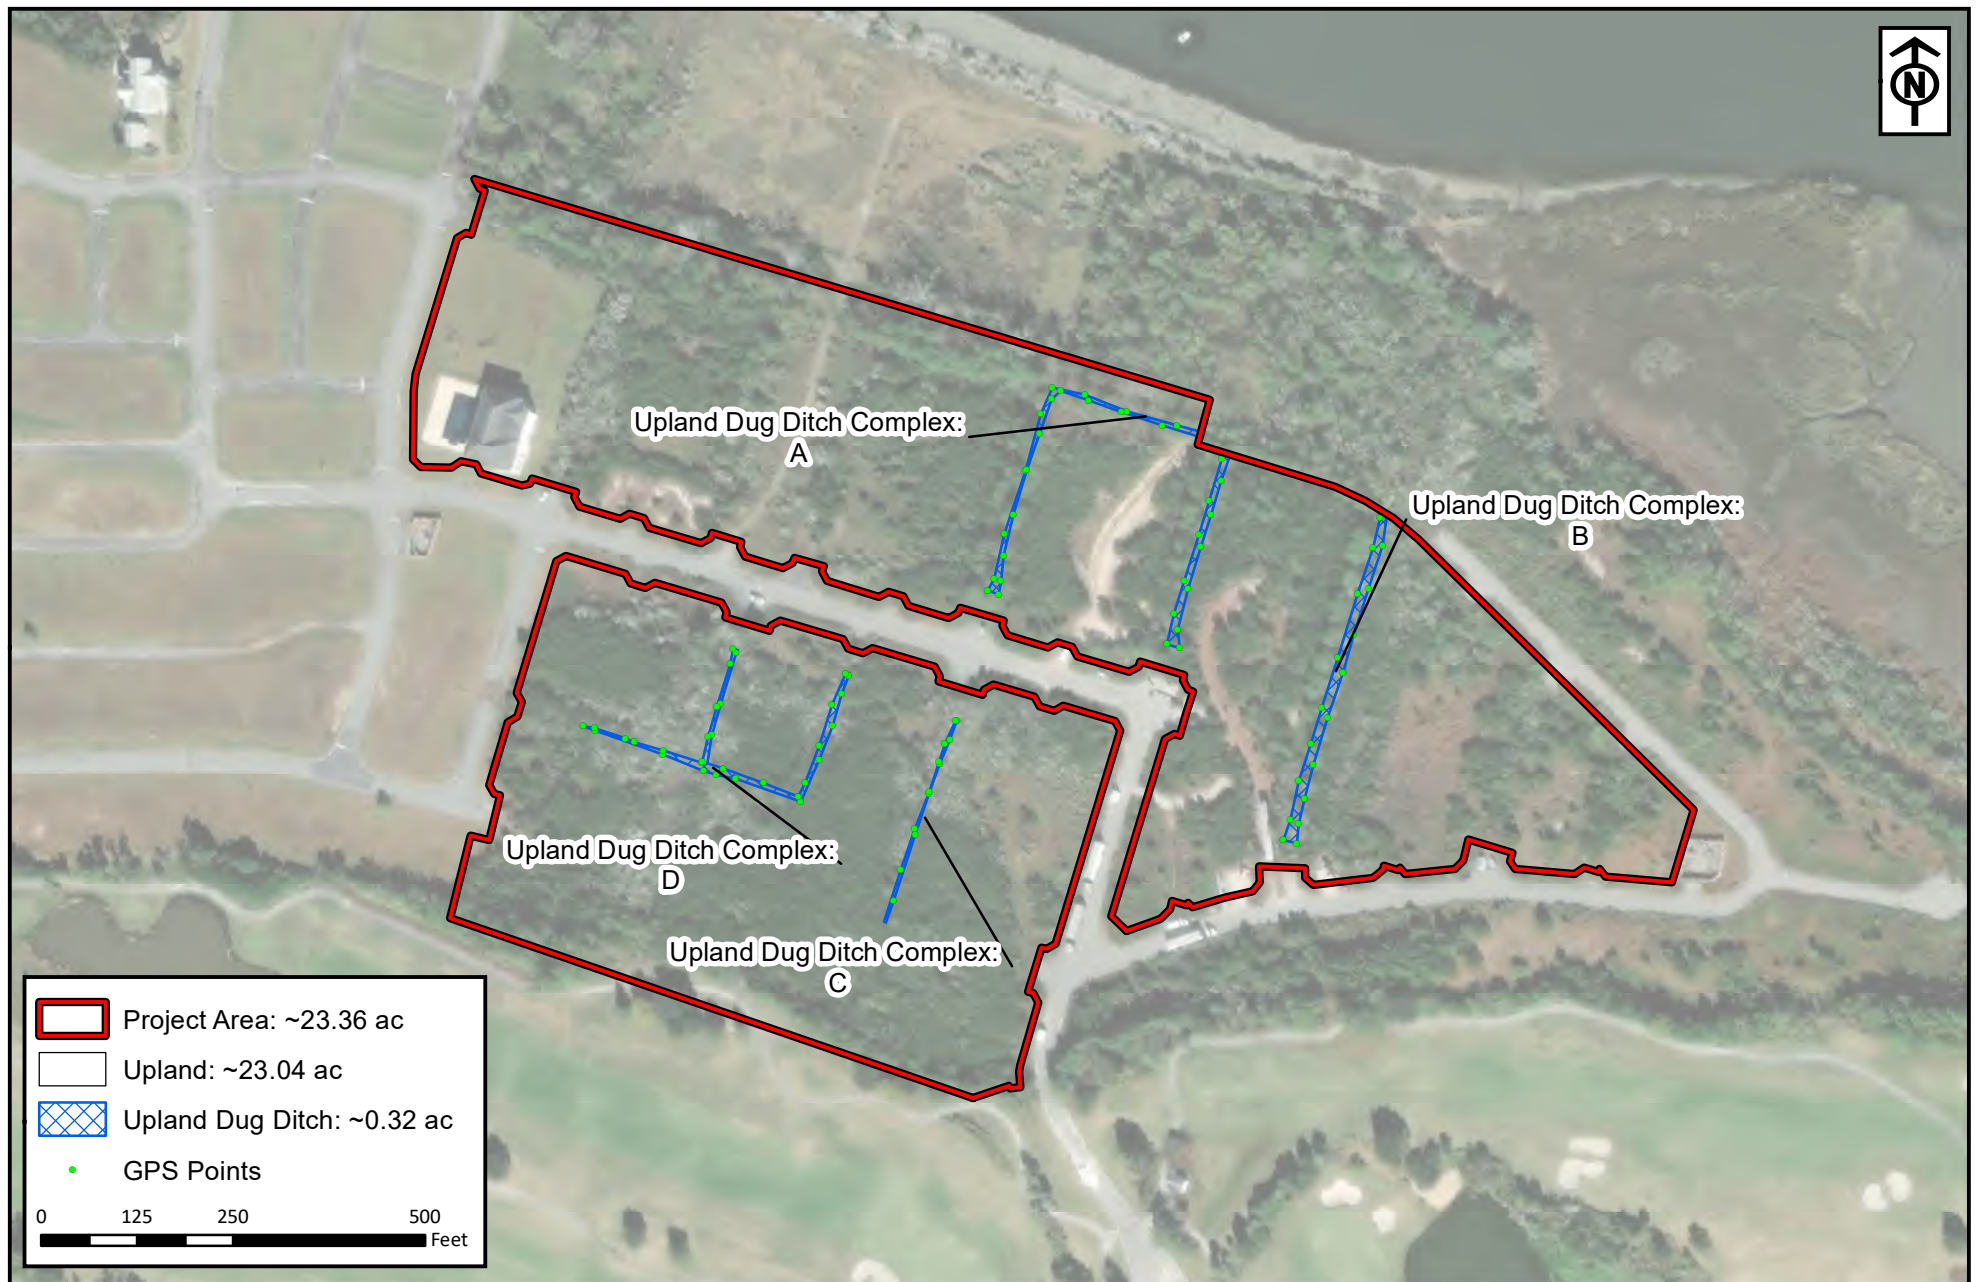 N
Upland Dug Ditch Complex:
A
Upland Dug Ditch Complex:
B
Upland Dug Ditch Complex:
D
Upland Dug Ditch Complex:
C
Project Area: ~23.36 ac
Upland: ~23.04 ac
Upland Dug Ditch: ~0.32 ac
GPS Points
0 125 250 500
Feet